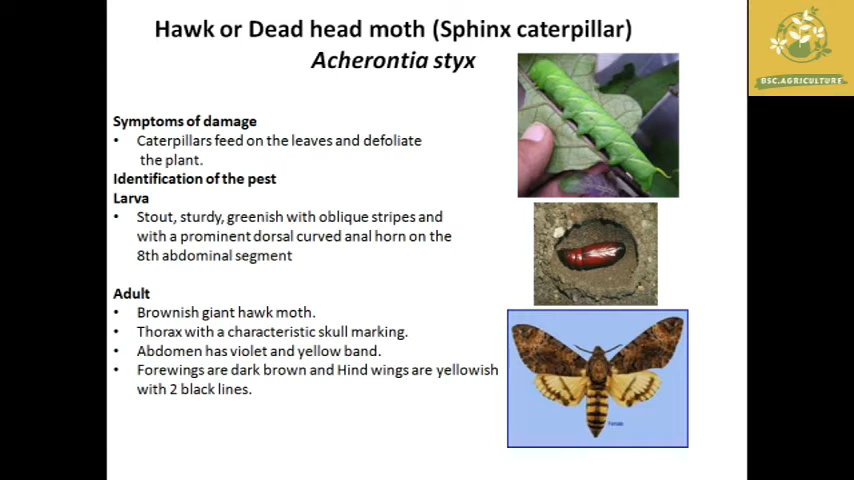 Hawk or Dead head moth (Sphinx caterpillar)
Acherontia styx
BSC.AGRICULTURE
Symptoms of damage
• Caterpillars feed on the leaves and defoliate
the plant.
Identification of the pest
Larva
• Stout, sturdy, greenish with oblique stripes and
with a prominent dorsal curved anal horn on the
8th abdominal segment
Adult
• Brownish giant hawk moth.
• Thorax with a characteristic skull marking.
• Abdomen has violet and yellow band.
• Forewings are dark brown and Hind wings are yellowish
with 2 black lines.
Female